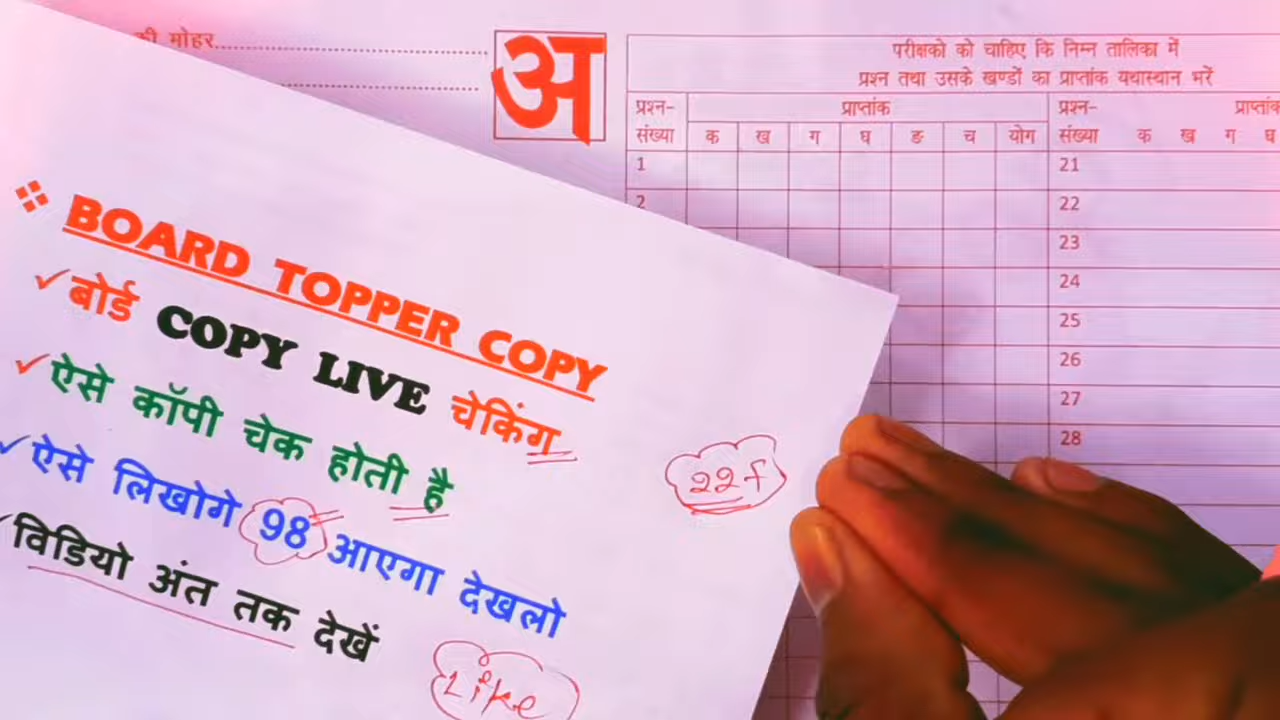 की मोहर
अ
परीक्षको को चाहिए कि निम्न तालिका में
प्रश्न तथा उसके खण्डों का प्राप्तांक यथास्थान भरें
प्रश्न-संख्या प्राप्तांक प्रश्न-संख्या
क ख ग घ ङ च योग क ख ग घ
1 21
2 22
23
24
25
26
27
28
BOARD TOPPER COPY
बोर्ड COPY LIVE चेकिंग
ऐसे कॉपी चेक होती है
ऐसे लिखोगे 98 आएगा देखलो
विडियो अंत तक देखें
22f
Like